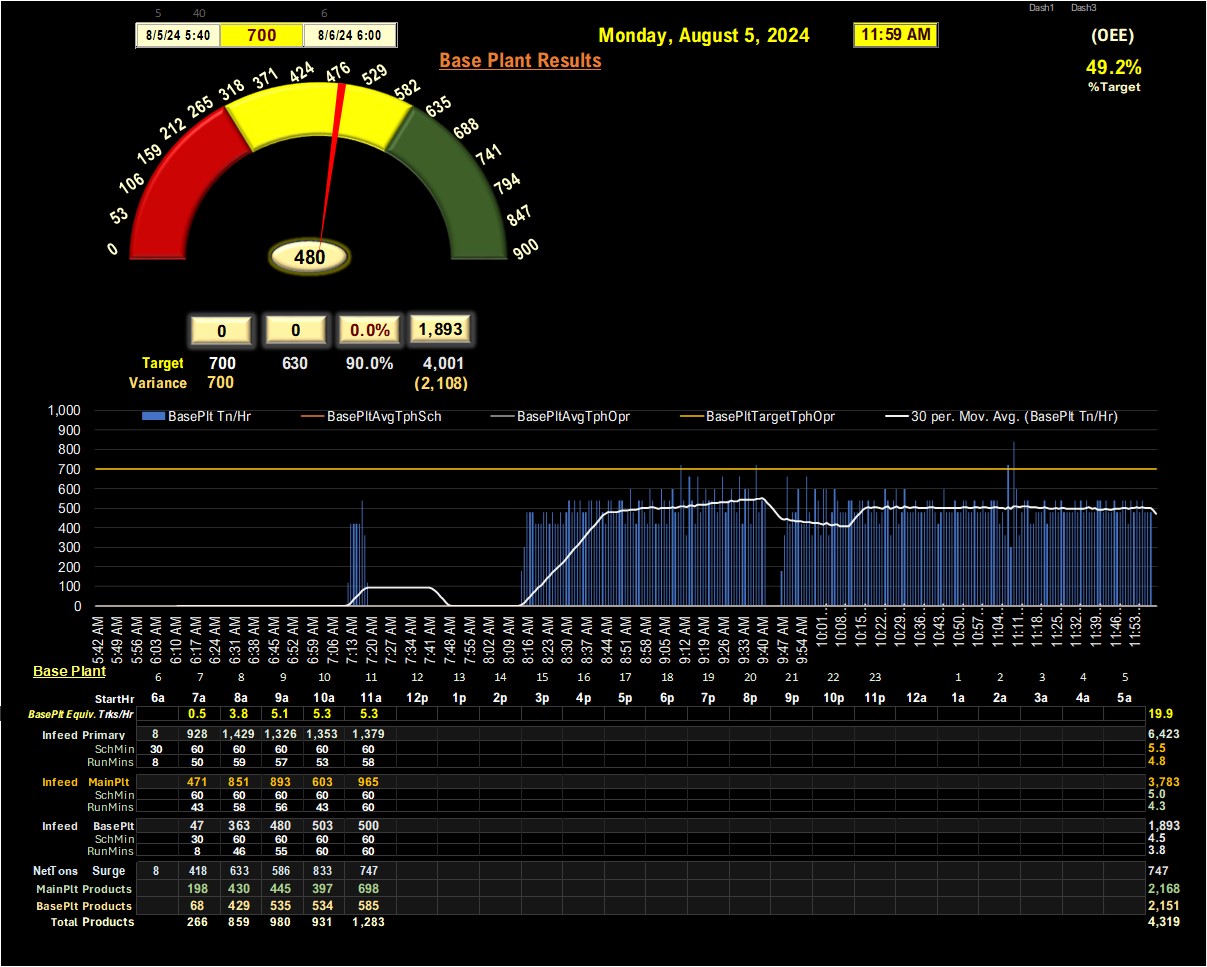 5 40 6 Dash1 Dash3
8/5/24 5:40 700 8/6/24 6:00 Monday, August 5, 2024 11:59 AM (OEE)
Base Plant Results 49.2%
%Target
0 53 106 159 212 265 318 371 424 476 529 582 635 688 741 794 847 900
480
0 0 0.0% 1,893
Target 700 630 90.0% 4,001
Variance 700 (2,108)
BasePlt Tn/Hr BasePltAvgTphSch BasePltAvgTphOpr BasePltTargetTphOpr 30 per. Mov. Avg. (BasePlt Tn/Hr)
1,000
900
800
700
600
500
400
300
200
100
0
5:42 AM 5:49 AM 5:56 AM 6:03 AM 6:10 AM 6:17 AM 6:24 AM 6:31 AM 6:38 AM 6:45 AM 6:52 AM 6:59 AM 7:06 AM 7:13 AM 7:20 AM 7:27 AM 7:34 AM 7:41 AM 7:48 AM 7:55 AM 8:02 AM 8:09 AM 8:16 AM 8:23 AM 8:30 AM 8:37 AM 8:44 AM 8:51 AM 8:58 AM 9:05 AM 9:12 AM 9:19 AM 9:26 AM 9:33 AM 9:40 AM 9:47 AM 9:54 AM 10:01… 10:08… 10:15… 10:22… 10:29… 10:36… 10:43… 10:50… 10:57… 11:04… 11:11… 11:18… 11:25… 11:32… 11:39… 11:46… 11:53…
Base Plant 6 7 8 9 10 11 12 13 14 15 16 17 18 19 20 21 22 23 1 2 3 4 5
StartHr 6a 7a 8a 9a 10a 11a 12p 1p 2p 3p 4p 5p 6p 7p 8p 9p 10p 11p 12a 1a 2a 3a 4a 5a
BasePlt Equiv. Trks/Hr 0.5 3.8 5.1 5.3 5.3 19.9
Infeed Primary 8 928 1,429 1,326 1,353 1,379 6,423
SchMin 30 60 60 60 60 60 5.5
RunMins 8 50 59 57 53 58 4.8
Infeed MainPlt 471 851 893 603 965 3,783
SchMin 60 60 60 60 60 5.0
RunMins 43 58 56 43 60 4.3
Infeed BasePlt 47 363 480 503 500 1,893
SchMin 30 60 60 60 60 4.5
RunMins 8 46 55 60 60 3.8
NetTons Surge 8 418 633 586 833 747 747
MainPlt Products 198 430 445 397 698 2,168
BasePlt Products 68 429 535 534 585 2,151
Total Products 266 859 980 931 1,283 4,319